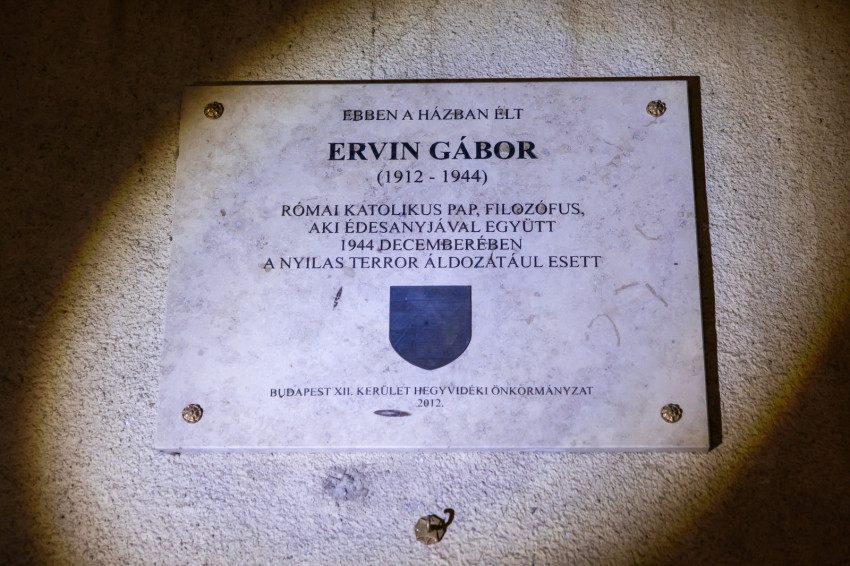 EBBEN A HÁZBAN ÉLT
ERVIN GÁBOR
(1912 - 1944)
RÓMAI KATOLIKUS PAP, FILOZÓFUS,
AKI ÉDESANYJÁVAL EGYÜTT
1944 DECEMBERÉBEN
A NYILAS TERROR ÁLDOZATÁUL ESETT
BUDAPEST XII. KERÜLET HEGYVIDÉKI ÖNKORMÁNYZAT
2012.